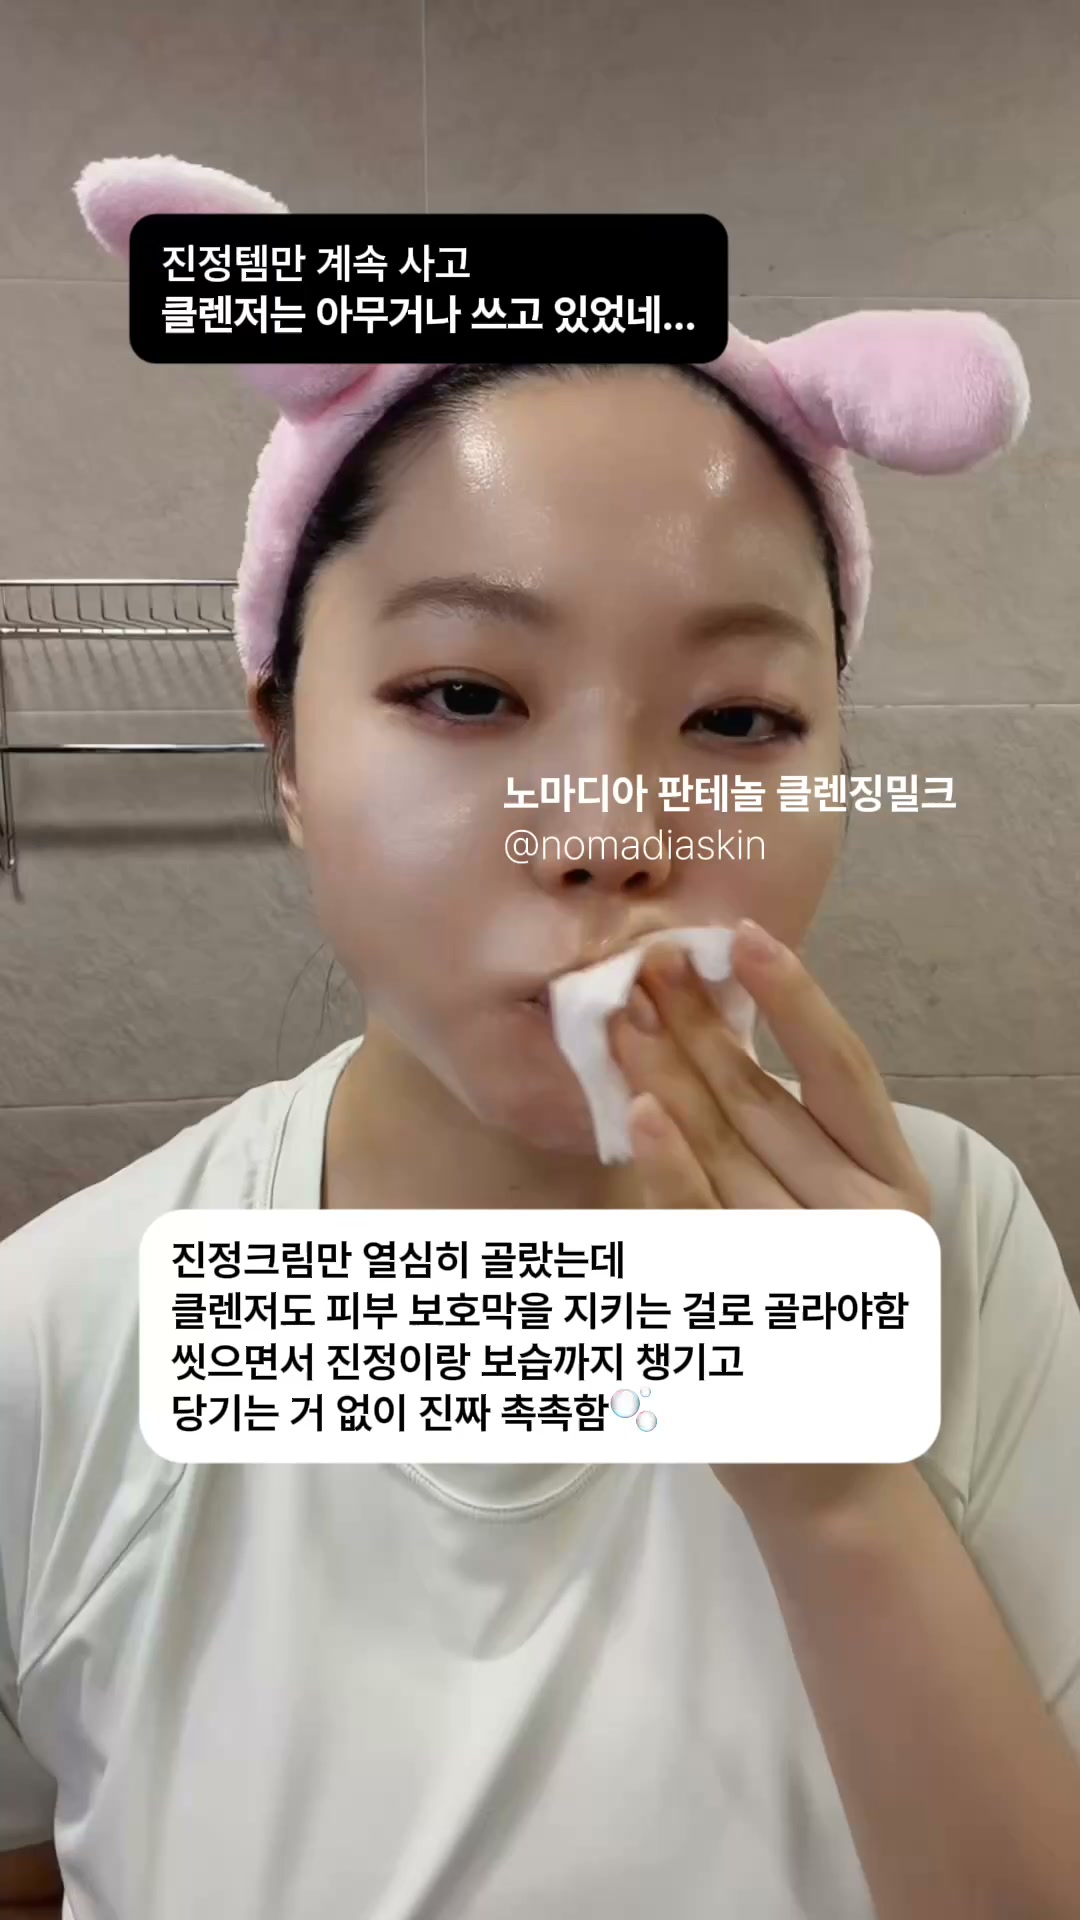 진정템만 계속 사고
클렌저는 아무거나 쓰고 있었네...
노마디아 판테놀 클렌징밀크
@nomadiaskin
진정크림만 열심히 골랐는데
클렌저도 피부 보호막을 지키는 걸로 골라야함
씻으면서 진정이랑 보습까지 챙기고
당기는 거 없이 진짜 촉촉함🫧